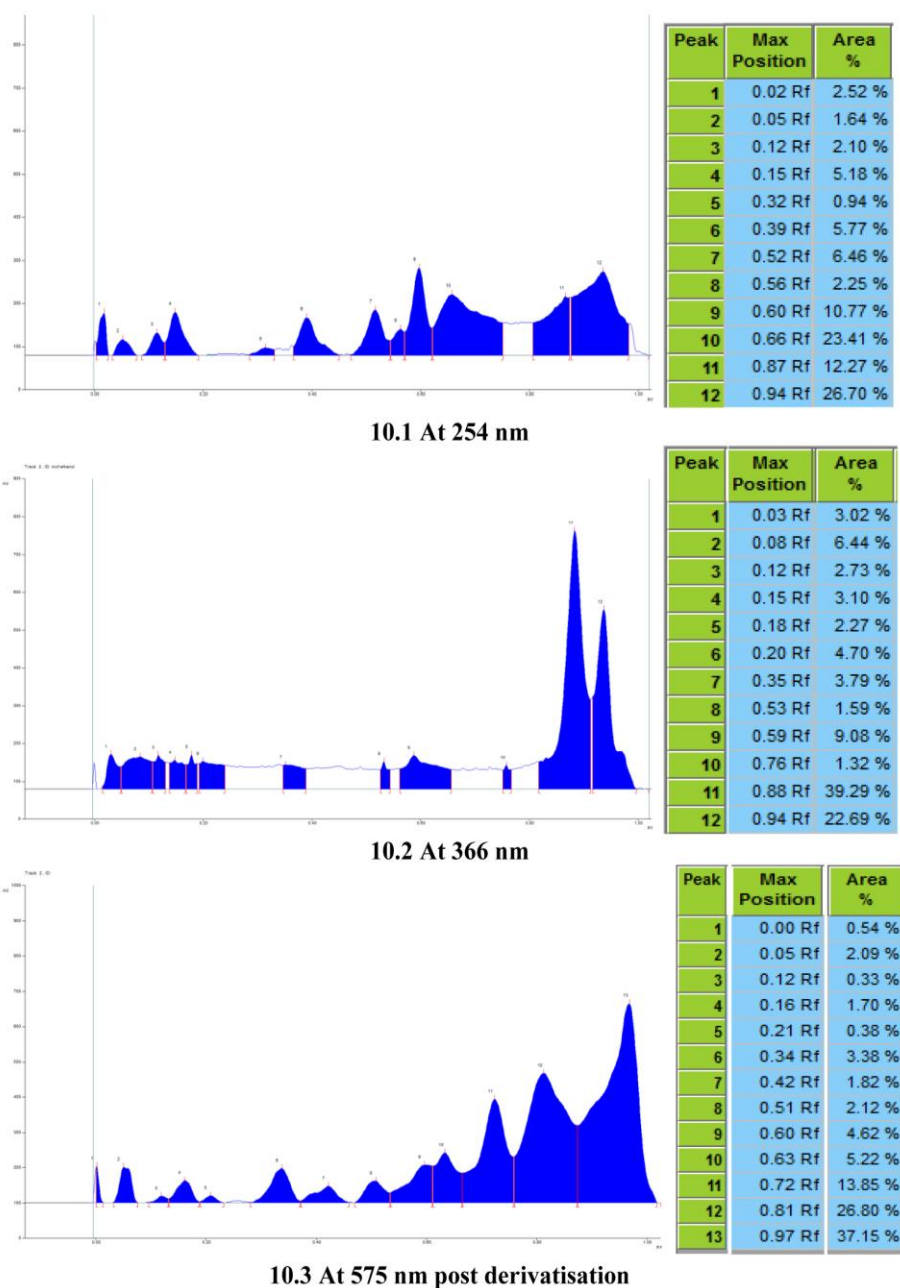 Peak Max Position Area %
1 0.02 Rf 2.52 %
2 0.05 Rf 1.64 %
3 0.12 Rf 2.10 %
4 0.15 Rf 5.18 %
5 0.32 Rf 0.94 %
6 0.39 Rf 5.77 %
7 0.52 Rf 6.46 %
8 0.56 Rf 2.25 %
9 0.60 Rf 10.77 %
10 0.66 Rf 23.41 %
11 0.87 Rf 12.27 %
12 0.94 Rf 26.70 %
10.1 At 254 nm
Peak Max Position Area %
1 0.03 Rf 3.02 %
2 0.08 Rf 6.44 %
3 0.12 Rf 2.73 %
4 0.15 Rf 3.10 %
5 0.18 Rf 2.27 %
6 0.20 Rf 4.70 %
7 0.35 Rf 3.79 %
8 0.53 Rf 1.59 %
9 0.59 Rf 9.08 %
10 0.76 Rf 1.32 %
11 0.88 Rf 39.29 %
12 0.94 Rf 22.69 %
10.2 At 366 nm
Track 2, ID
Peak Max Position Area %
1 0.00 Rf 0.54 %
2 0.05 Rf 2.09 %
3 0.12 Rf 0.33 %
4 0.16 Rf 1.70 %
5 0.21 Rf 0.38 %
6 0.34 Rf 3.38 %
7 0.42 Rf 1.82 %
8 0.51 Rf 2.12 %
9 0.60 Rf 4.62 %
10 0.63 Rf 5.22 %
11 0.72 Rf 13.85 %
12 0.81 Rf 26.80 %
13 0.97 Rf 37.15 %
10.3 At 575 nm post derivatisation